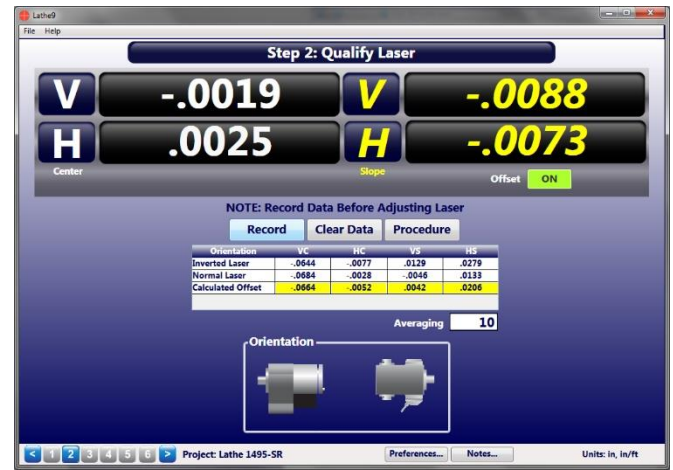 Lathe9
File Help
Step 2: Qualify Laser
V -.0019 V -.0088
H .0025 H -.0073
Center Slope Offset ON
NOTE: Record Data Before Adjusting Laser
Record Clear Data Procedure
Orientation VC HC VS HS
Inverted Laser -.0644 -.0077 .0129 .0279
Normal Laser -.0684 -.0028 -.0046 .0133
Calculated Offset -.0664 -.0052 .0042 .0206
Averaging 10
Orientation
< 1 2 3 4 5 6 > Project: Lathe 1495-SR Preferences... Notes... Units: in, in/ft